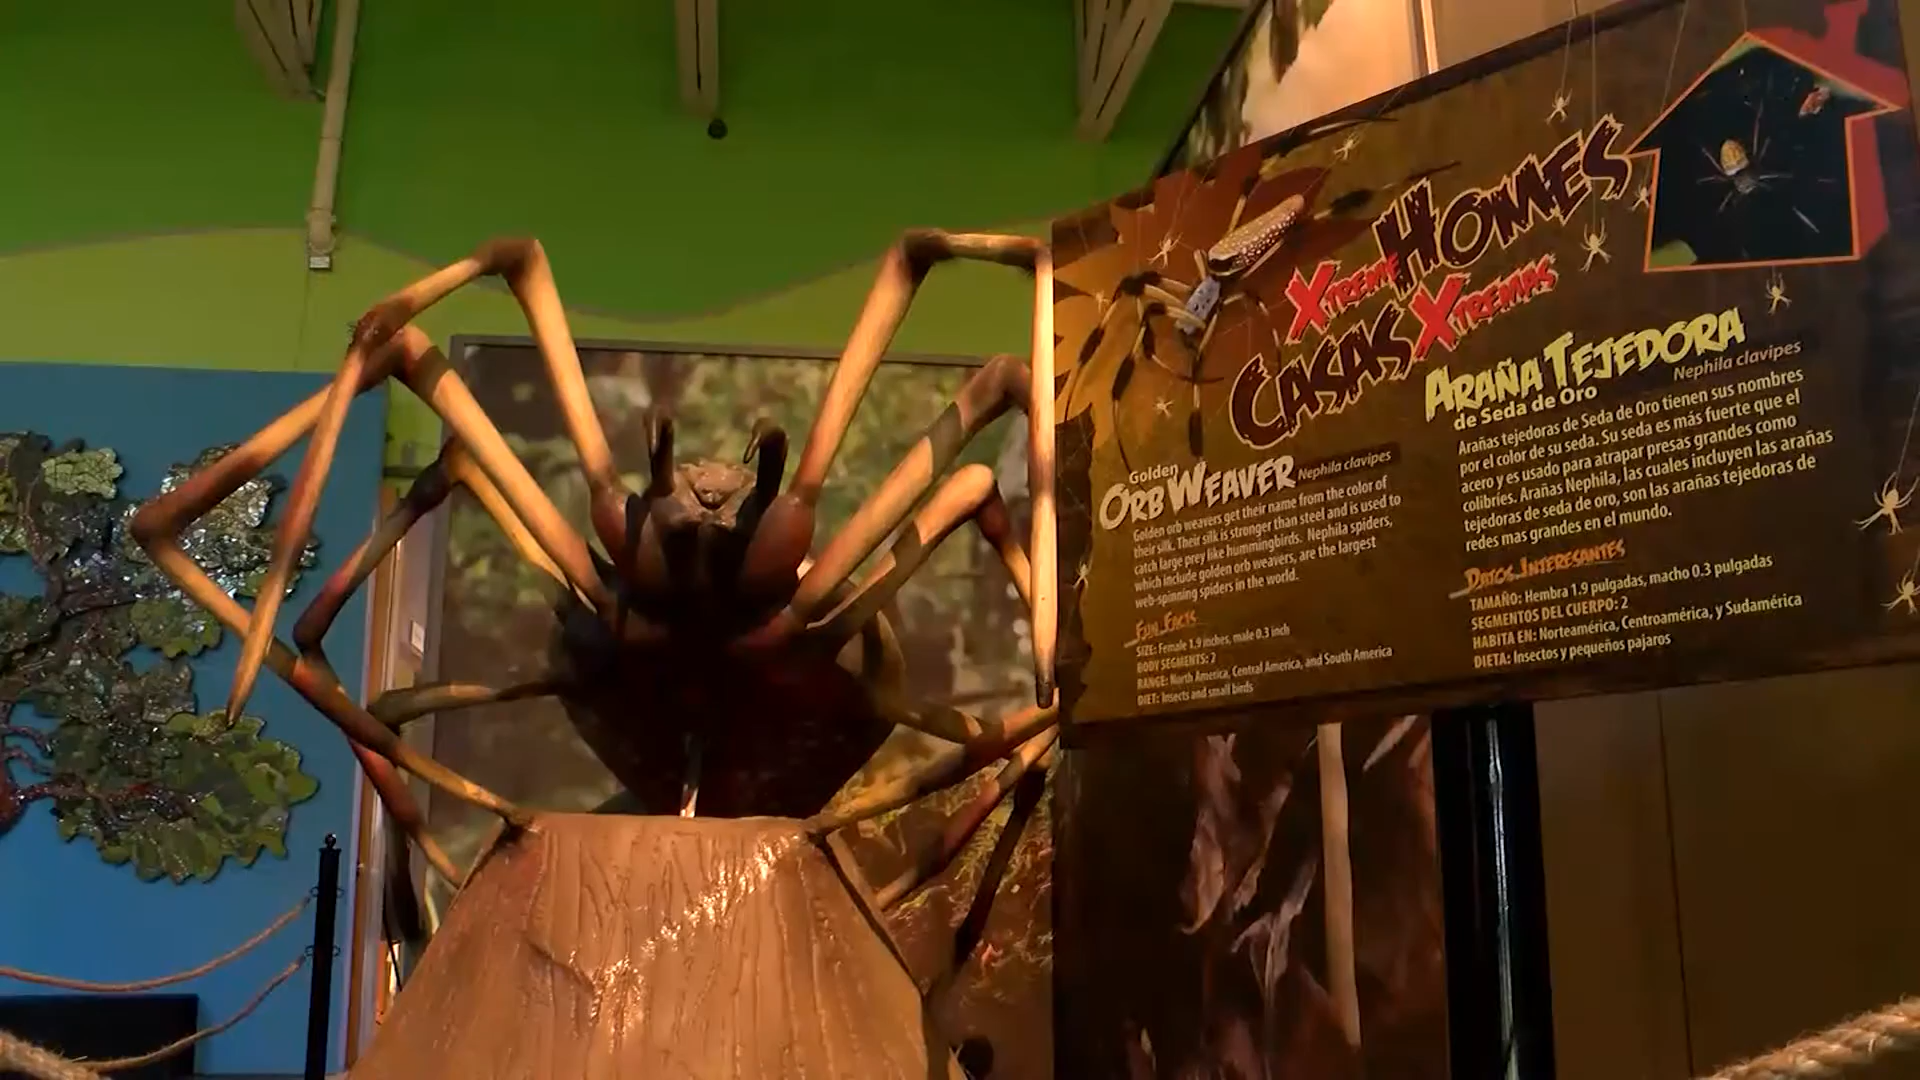 Xtreme Homes
Casas Xtremas
Golden
Orb Weaver Nephila clavipes
Golden orb weavers get their name from the color of
their silk. Their silk is stronger than steel and is used to
catch large prey like hummingbirds. Nephila spiders,
which include golden orb weavers, are the largest
web-spinning spiders in the world.
Fun Facts
SIZE: Female 1.9 inches, male 0.3 inch
BODY SEGMENTS: 2
RANGE: North America, Central America, and South America
DIET: Insects and small birds
Araña Tejedora
de Seda de Oro
Nephila clavipes
Arañas tejedoras de Seda de Oro tienen sus nombres
por el color de su seda. Su seda es más fuerte que el
acero y es usado para atrapar presas grandes como
colibríes. Arañas Nephila, las cuales incluyen las arañas
tejedoras de seda de oro, son las arañas tejedoras de
redes mas grandes en el mundo.
Datos Interesantes
TAMAÑO: Hembra 1.9 pulgadas, macho 0.3 pulgadas
SEGMENTOS DEL CUERPO: 2
HABITA EN: Norteamérica, Centroamérica, y Sudamérica
DIETA: Insectos y pequeños pajaros